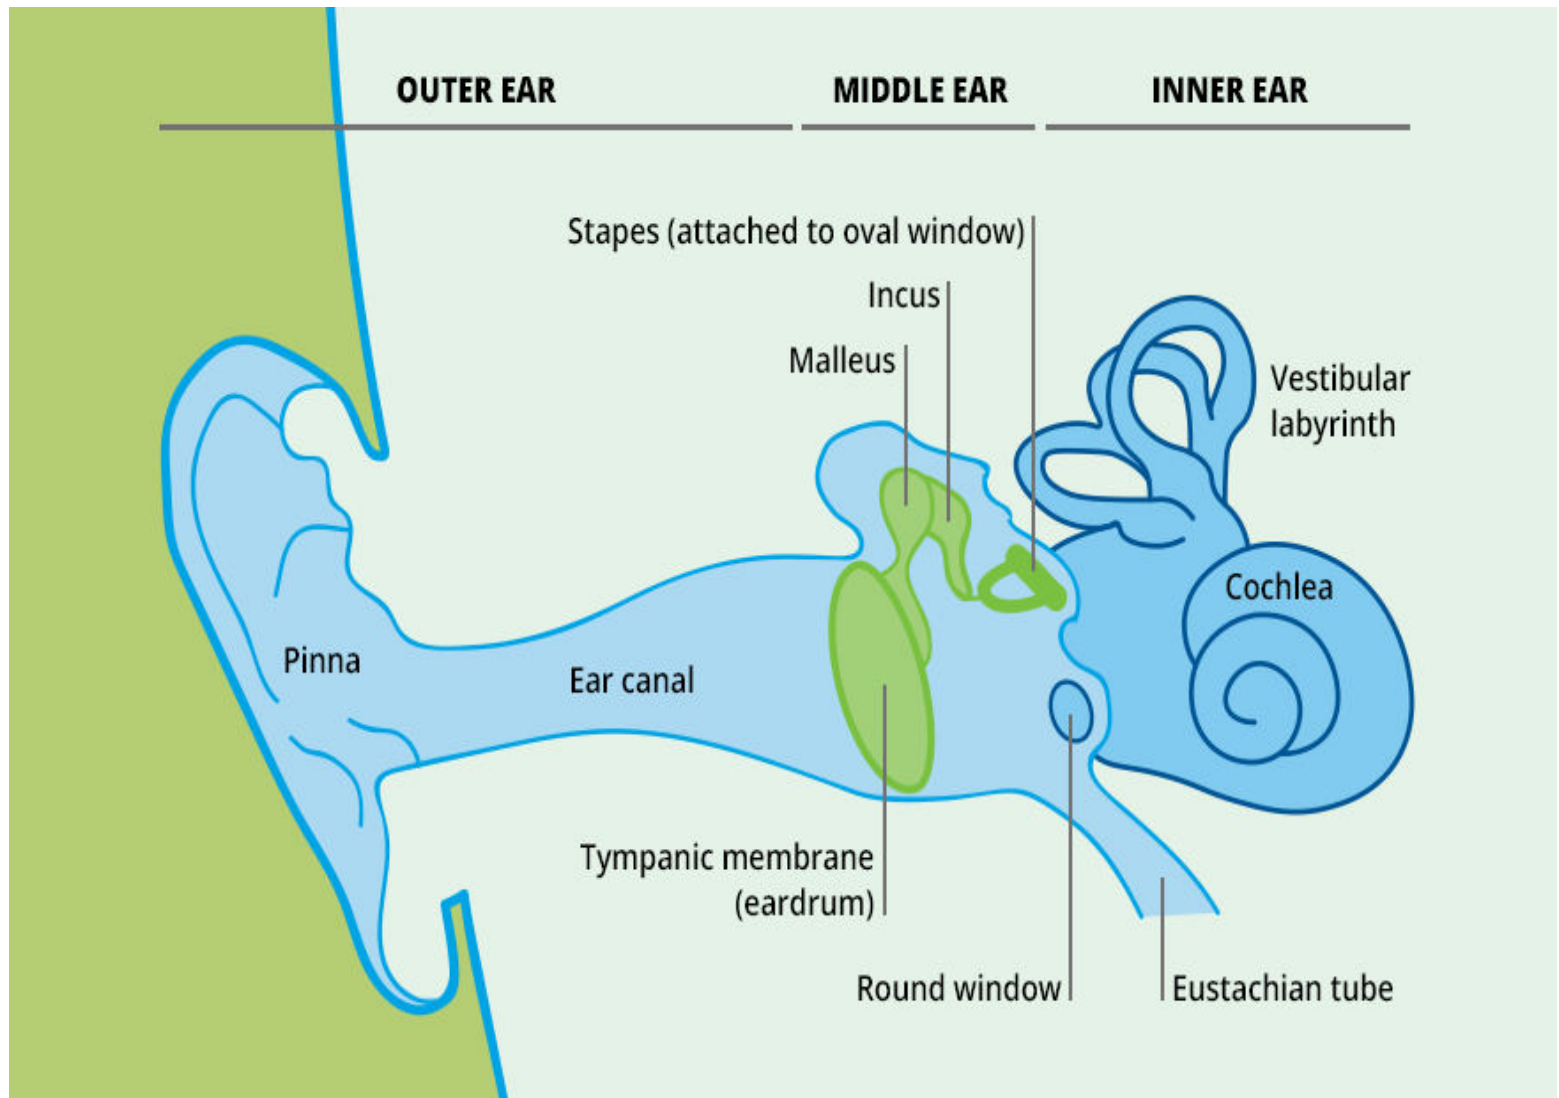 OUTER EAR
MIDDLE EAR
INNER EAR
Stapes (attached to oval window)
Incus
Malleus
Vestibular
labyrinth
Cochlea
Pinna
Ear canal
Tympanic membrane
(eardrum)
Round window
Eustachian tube